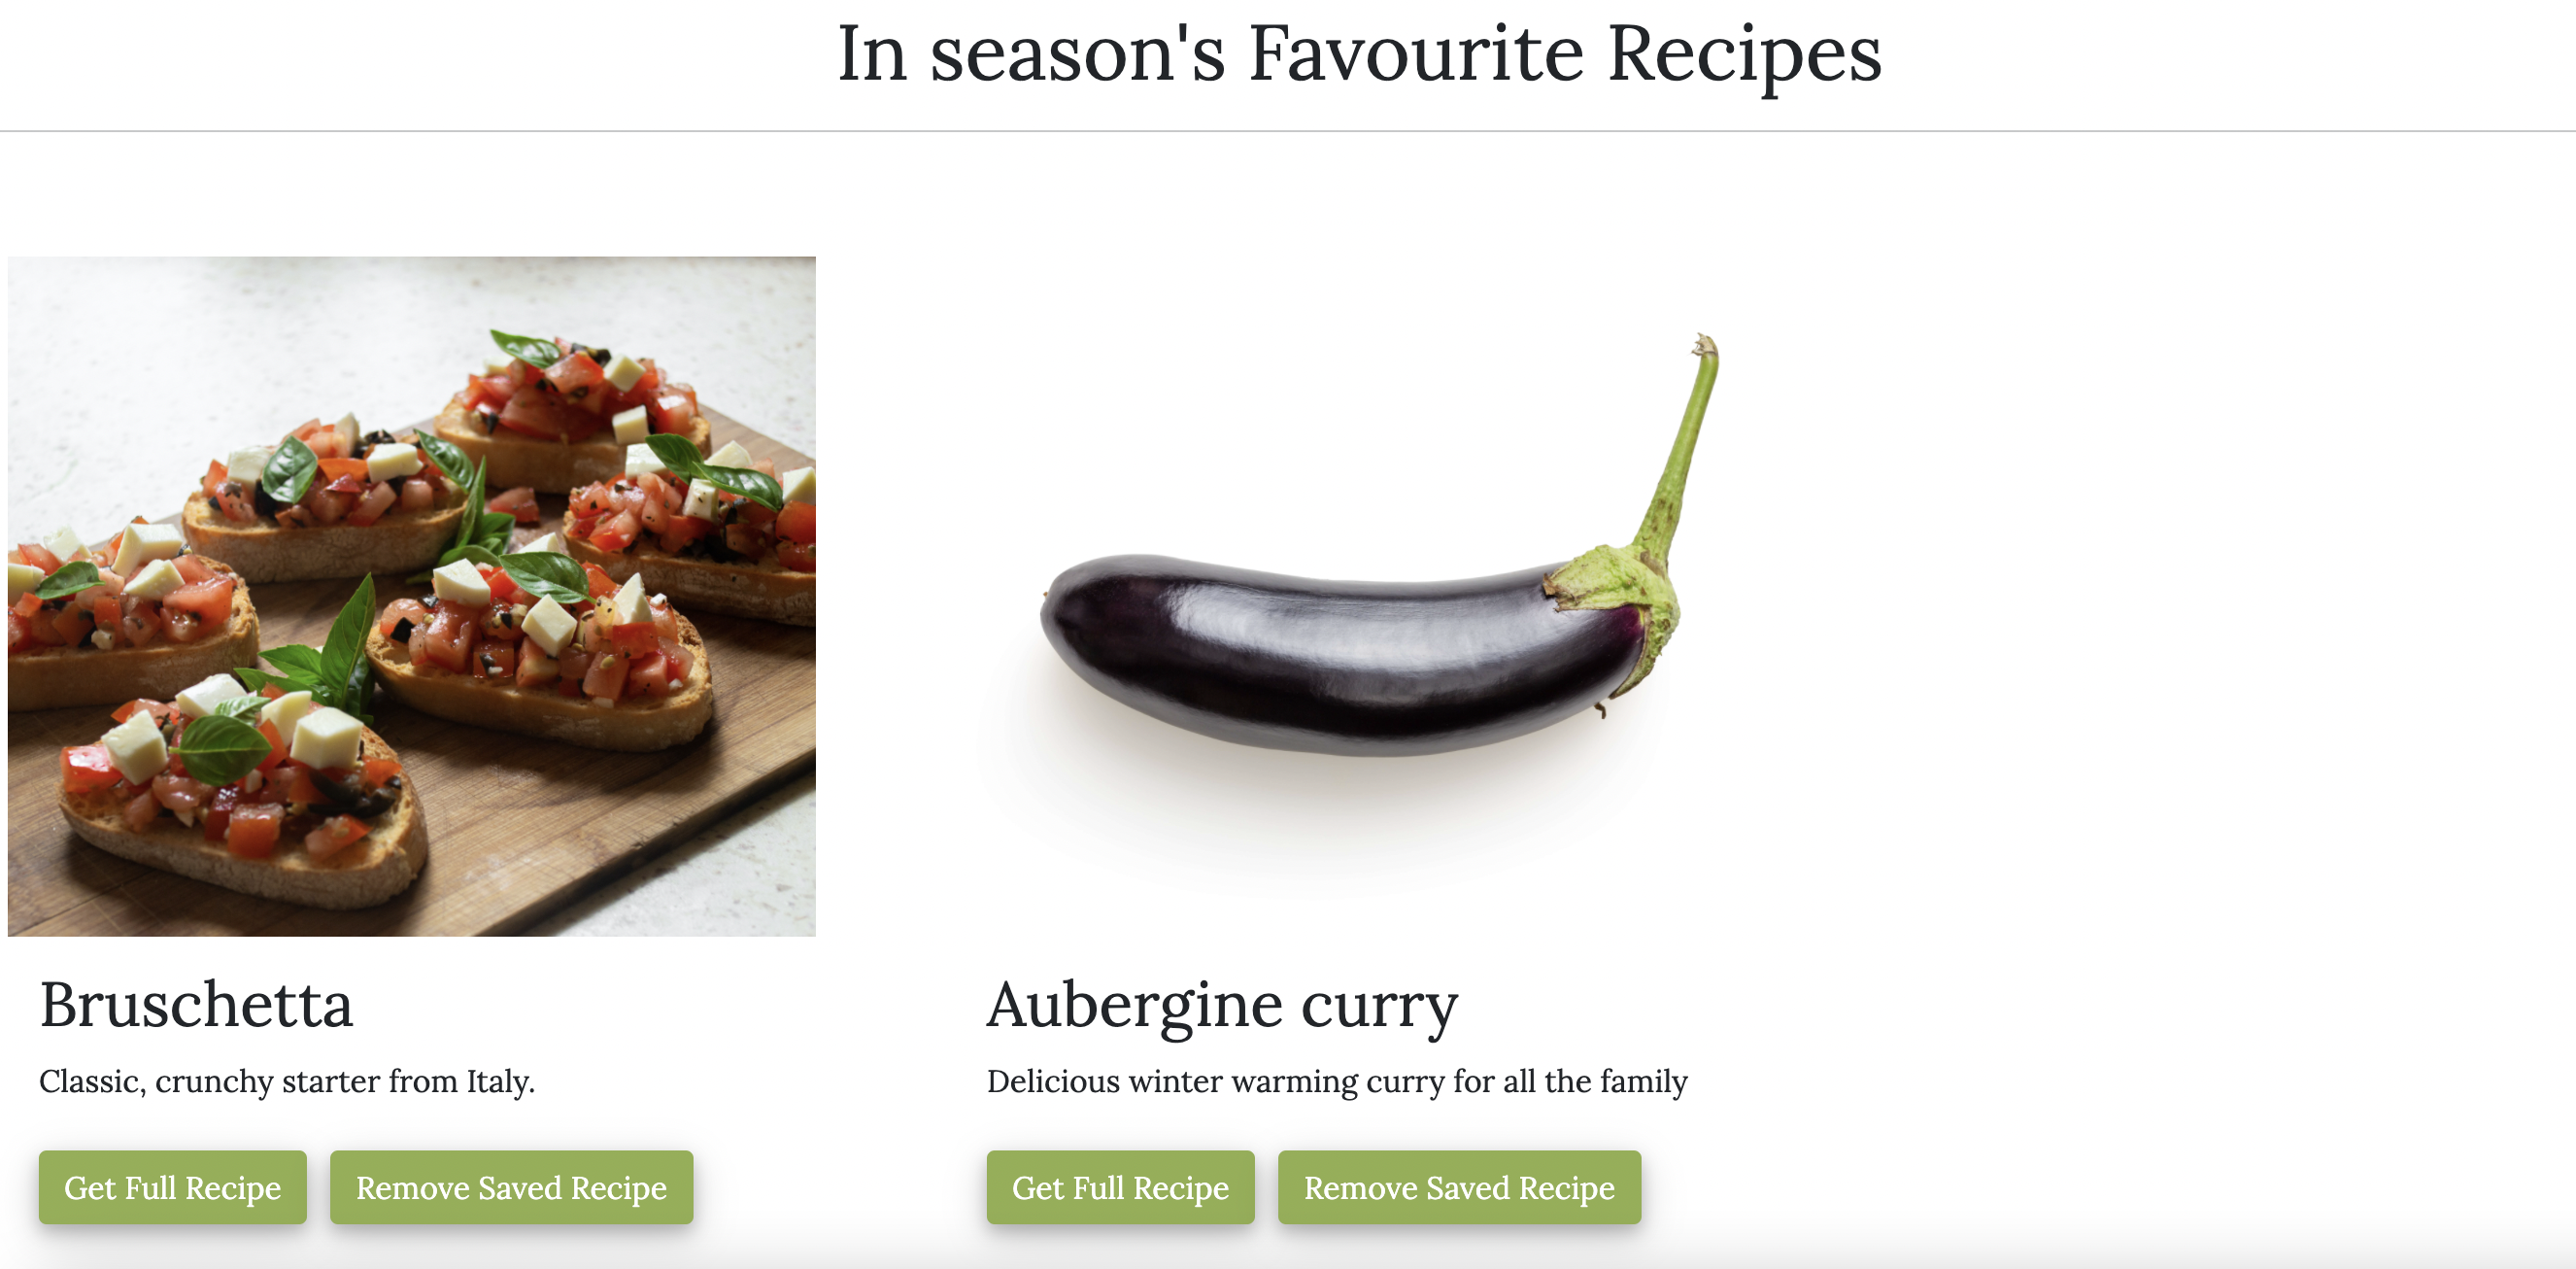 In season's Favourite Recipes
Bruschetta
Classic, crunchy starter from Italy.
Get Full Recipe
Remove Saved Recipe
Aubergine curry
Delicious winter warming curry for all the family
Get Full Recipe
Remove Saved Recipe